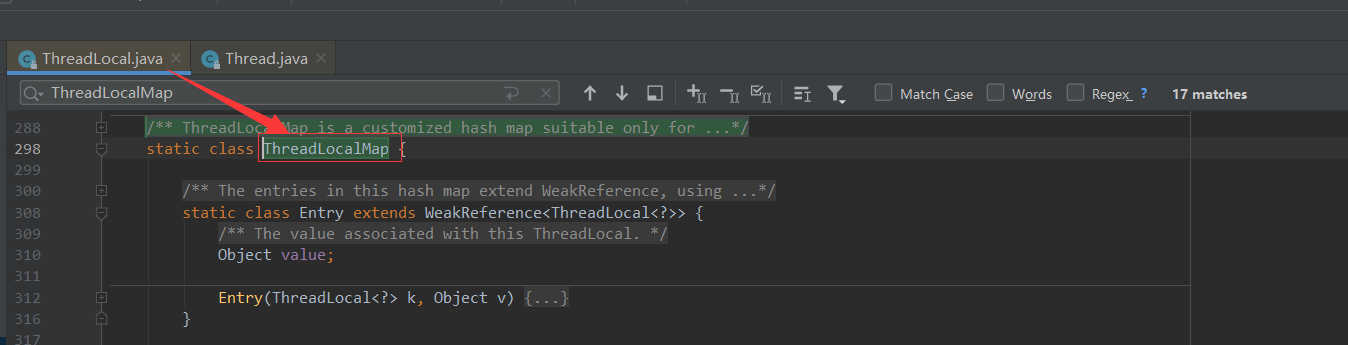 ThreadLocal.java Thread.java
ThreadLocalMap Match Case Words Regex ? 17 matches
288 /** ThreadLocalMap is a customized hash map suitable only for ...*/
298 static class ThreadLocalMap {
299
300 /** The entries in this hash map extend WeakReference, using ...*/
308 static class Entry extends WeakReference<ThreadLocal<?>> {
309 /** The value associated with this ThreadLocal. */
310 Object value;
311
312 Entry(ThreadLocal<?> k, Object v) {...}
316 }
317